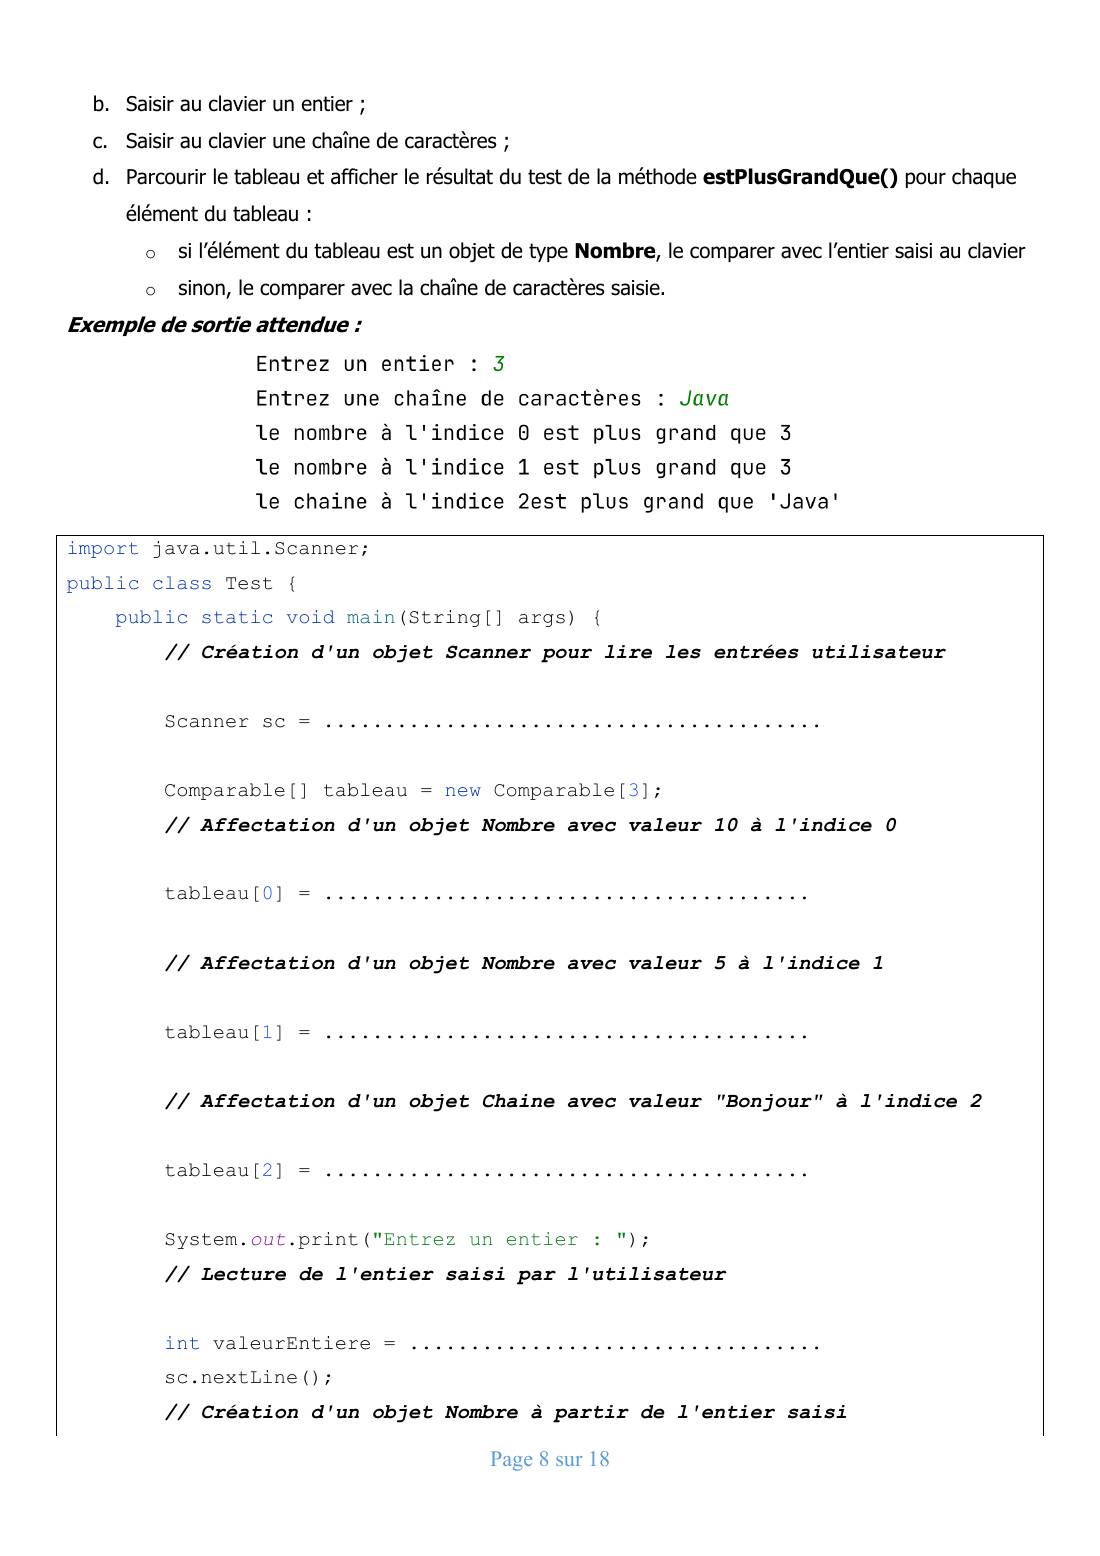 b. Saisir au clavier un entier ;
c. Saisir au clavier une chaîne de caractères ;
d. Parcourir le tableau et afficher le résultat du test de la méthode estPlusGrandQue() pour chaque
élément du tableau :
o si l’élément du tableau est un objet de type Nombre, le comparer avec l’entier saisi au clavier
o sinon, le comparer avec la chaîne de caractères saisie.
Exemple de sortie attendue :
Entrez un entier : 3
Entrez une chaîne de caractères : Java
le nombre à l'indice 0 est plus grand que 3
le nombre à l'indice 1 est plus grand que 3
le chaine à l'indice 2est plus grand que 'Java'
import java.util.Scanner;
public class Test {
public static void main(String[] args) {
// Création d'un objet Scanner pour lire les entrées utilisateur
Scanner sc = .........................................
Comparable[] tableau = new Comparable[3];
// Affectation d'un objet Nombre avec valeur 10 à l'indice 0
tableau[0] = ........................................
// Affectation d'un objet Nombre avec valeur 5 à l'indice 1
tableau[1] = ........................................
// Affectation d'un objet Chaine avec valeur "Bonjour" à l'indice 2
tableau[2] = ........................................
System.out.print("Entrez un entier : ");
// Lecture de l'entier saisi par l'utilisateur
int valeurEntiere = ..................................
sc.nextLine();
// Création d'un objet Nombre à partir de l'entier saisi
Page 8 sur 18